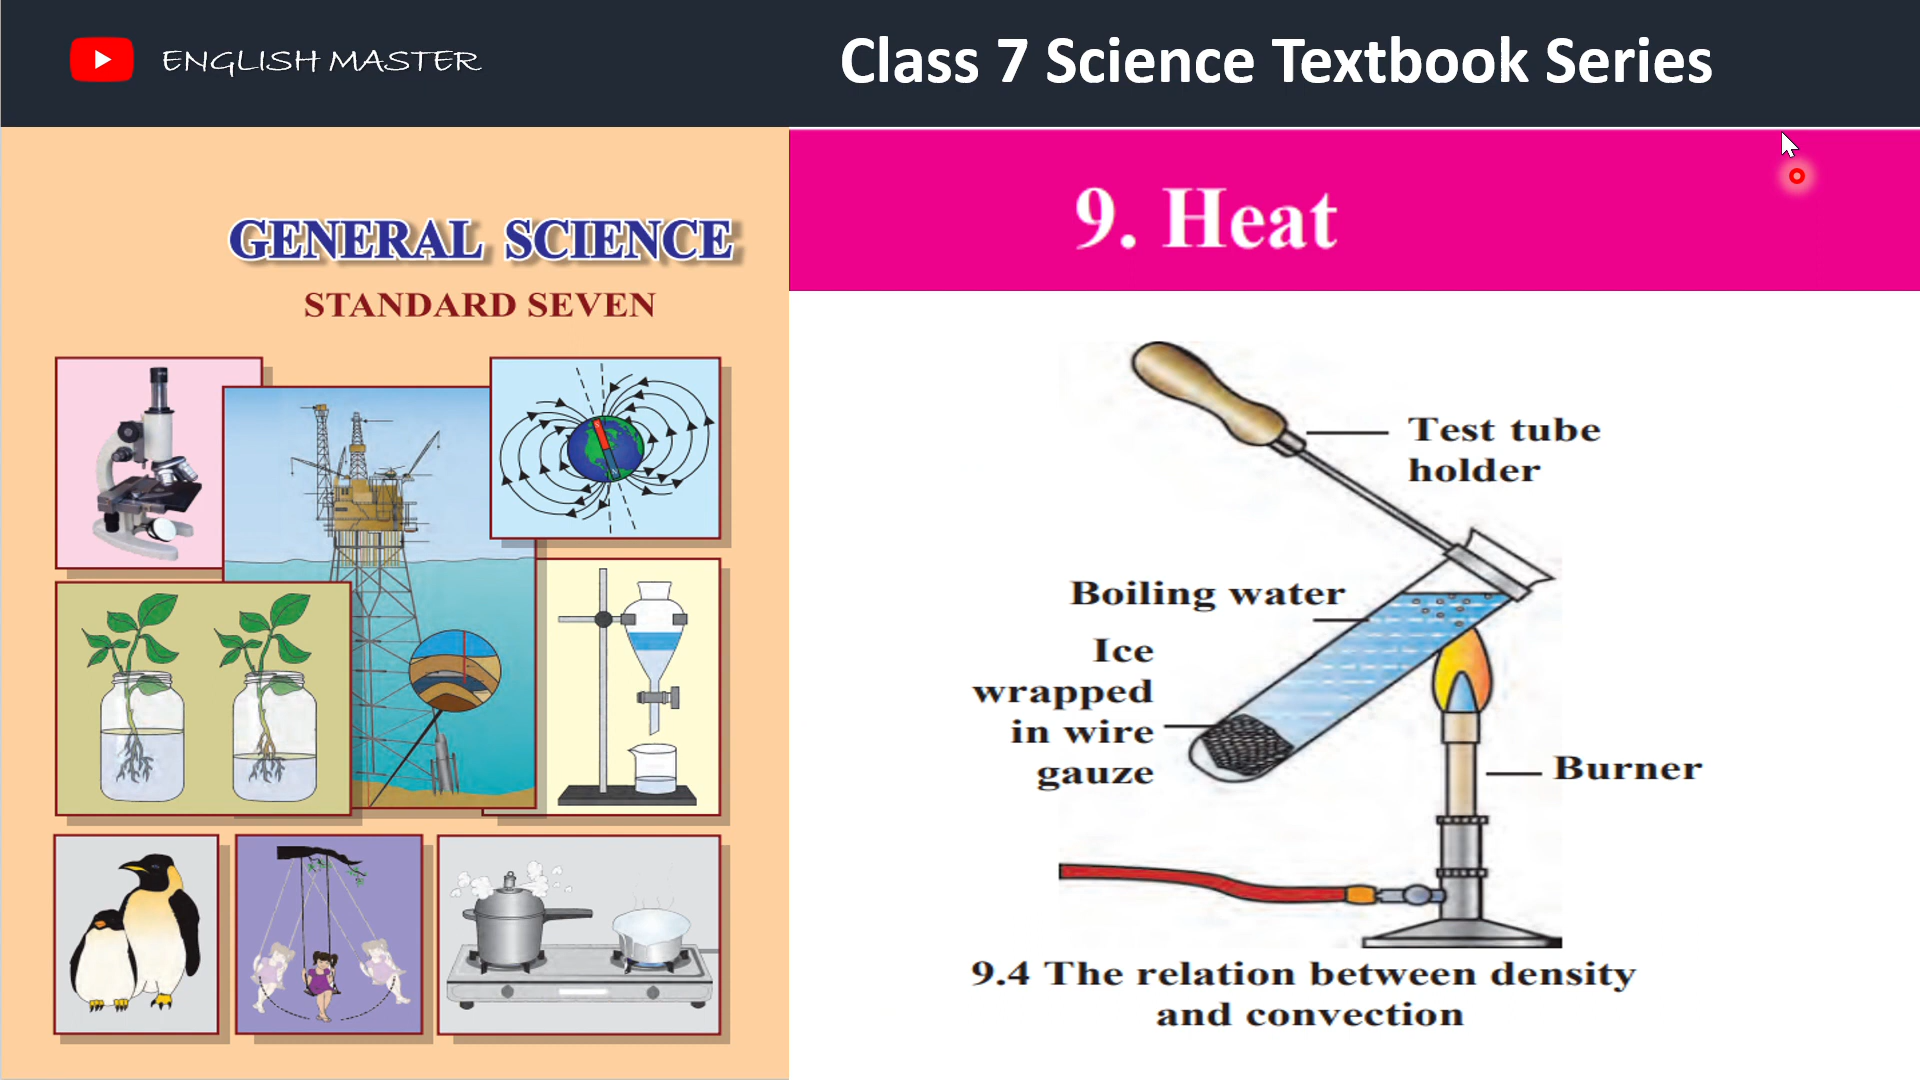 ENGLISH MASTER
Class 7 Science Textbook Series
GENERAL SCIENCE
STANDARD SEVEN
9. Heat
Test tube
holder
Boiling water
Ice
wrapped
in wire
gauze
Burner
9.4 The relation between density
and convection